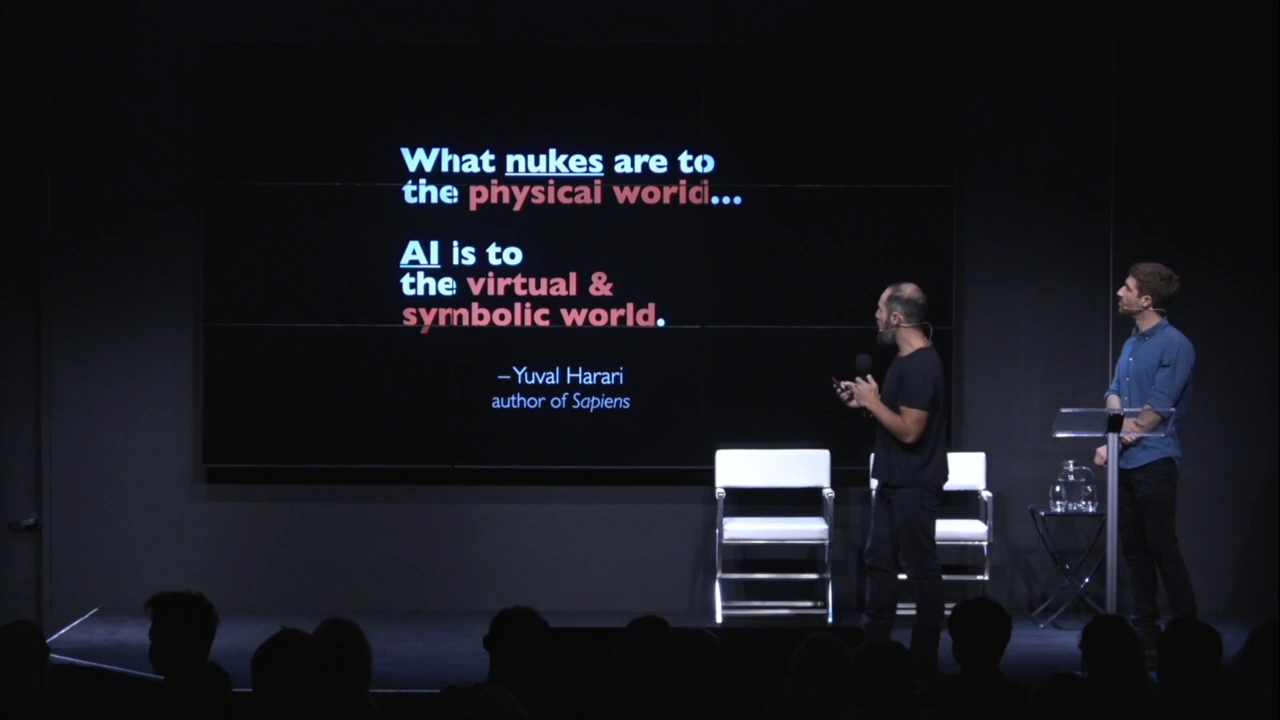 What nukes are to
the physical world...
AI is to
the virtual &
symbolic world.
–Yuval Harari
author of Sapiens